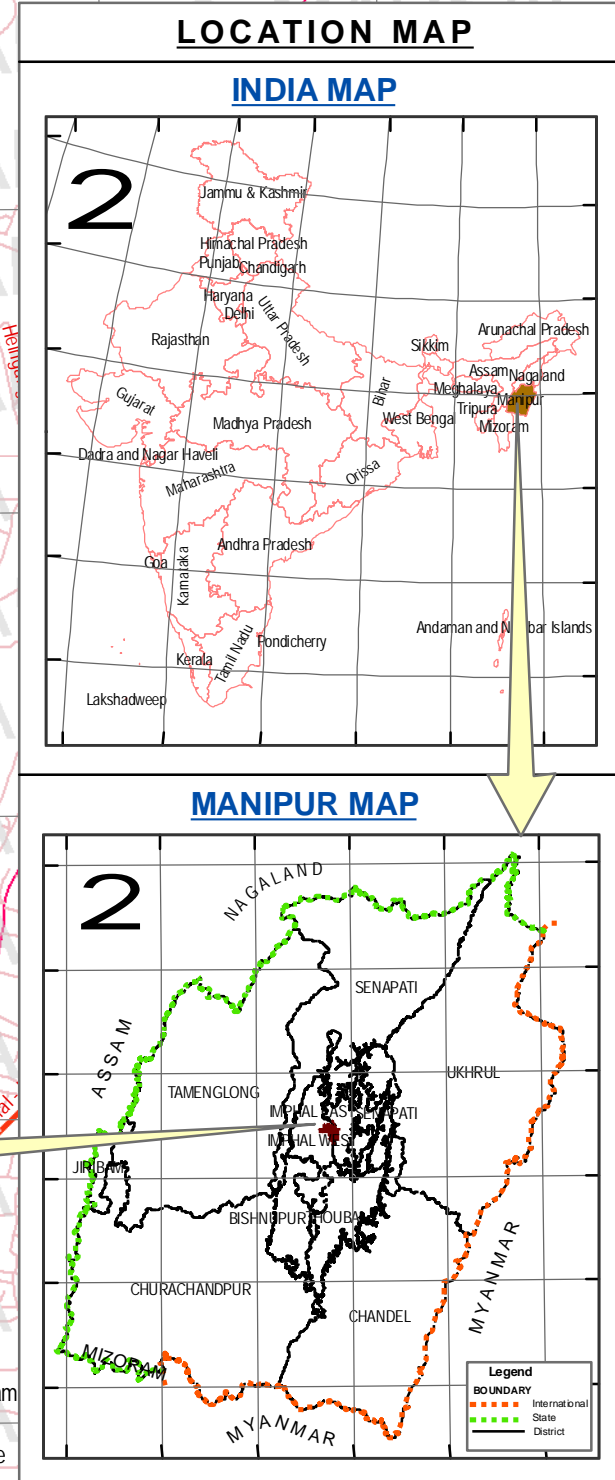 LOCATION MAP
INDIA MAP
2
Jammu & Kashmir
Himachal Pradesh
Punjab
Chandigarh
Haryana
Delhi
Uttar Pradesh
Rajasthan
Sikkim
Arunachal Pradesh
Assam
Nagaland
Meghalaya
Manipur
Bihar
Gujarat
Tripura
Madhya Pradesh
West Bengal
Mizoram
Dadra and Nagar Haveli
Maharashtra
Orissa
Andhra Pradesh
Goa
Karnataka
Andaman and Nicobar Islands
Pondicherry
Tamil Nadu
Kerala
Lakshadweep
MANIPUR MAP
2
NAGALAND
SENAPATI
ASSAM
UKHRUL
TAMENGLONG
IMPHAL EAST
SENAPATI
IMPHAL WEST
JIRIBAM
BISHNUPUR
THOUBAL
CHURACHANDPUR
CHANDEL
MYANMAR
MIZORAM
MYANMAR
Legend
BOUNDARY
International
State
District